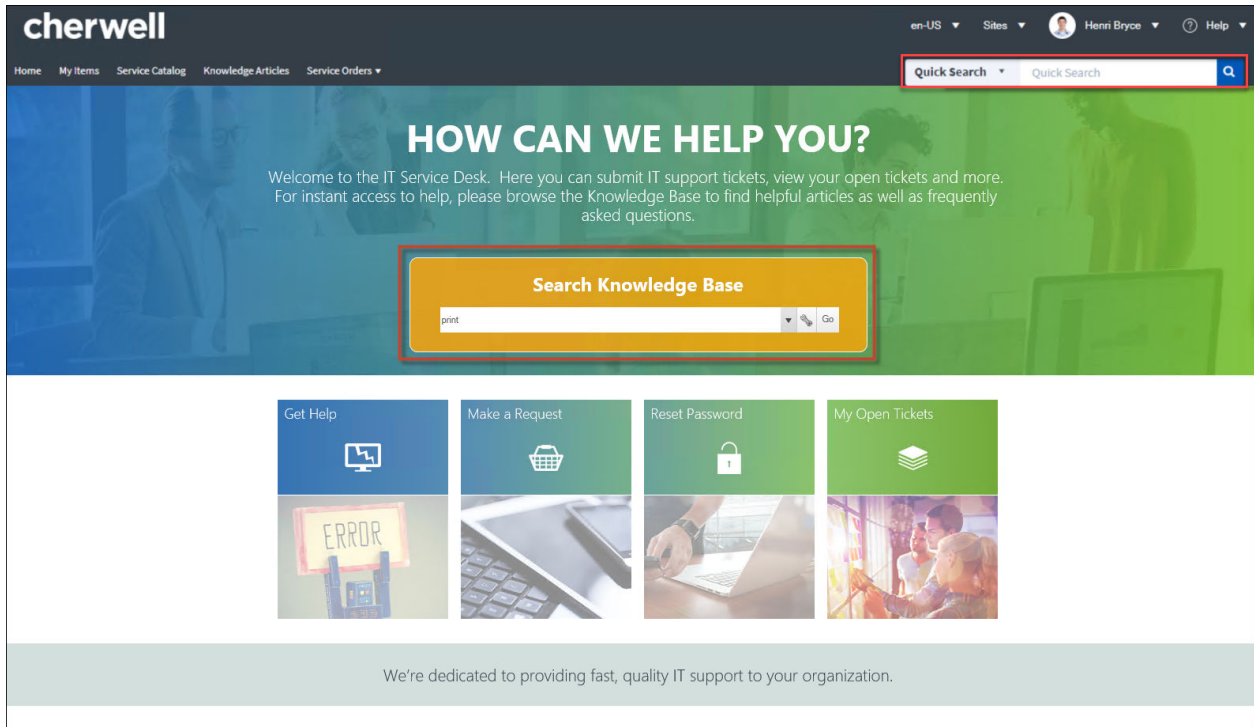 cherwell
en-US Sites Henri Bryce ? Help
Home My Items Service Catalog Knowledge Articles Service Orders
Quick Search Quick Search
HOW CAN WE HELP YOU?
Welcome to the IT Service Desk. Here you can submit IT support tickets, view your open tickets and more.
For instant access to help, please browse the Knowledge Base to find helpful articles as well as frequently
asked questions.
Search Knowledge Base
print Go
Get Help Make a Request Reset Password My Open Tickets
ERROR
We're dedicated to providing fast, quality IT support to your organization.